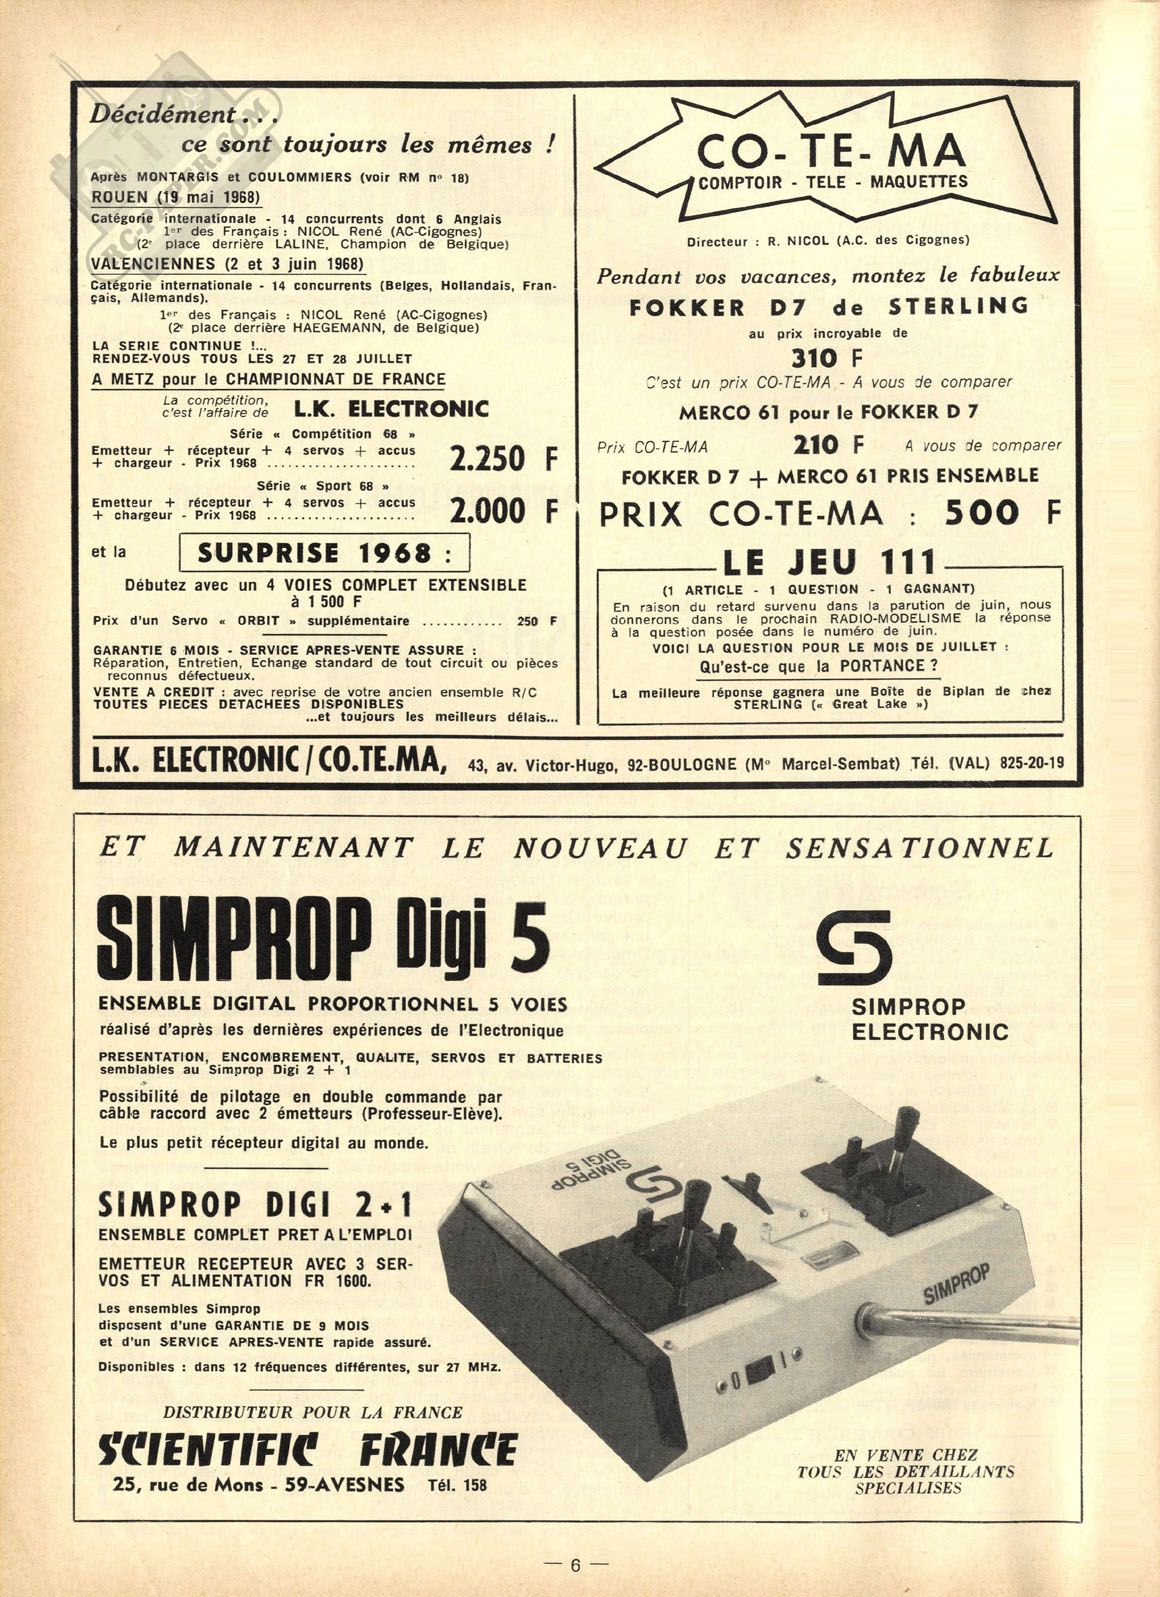 RC-PAPER.COM
Décidément...
ce sont toujours les mêmes !
Après MONTARGIS et COULOMMIERS (voir RM n° 18)
ROUEN (19 mai 1968)
Catégorie internationale - 14 concurrents dont 6 Anglais
1er des Français : NICOL René (AC-Cigognes)
(2e place derrière LALINE, Champion de Belgique)
VALENCIENNES (2 et 3 juin 1968)
Catégorie internationale - 14 concurrents (Belges, Hollandais, Fran-
çais, Allemands).
1er des Français : NICOL René (AC-Cigognes)
(2e place derrière HAEGEMANN, de Belgique)
LA SERIE CONTINUE !...
RENDEZ-VOUS TOUS LES 27 ET 28 JUILLET
A METZ pour le CHAMPIONNAT DE FRANCE
La compétition,
c'est l'affaire de L.K. ELECTRONIC
Série « Compétition 68 »
Emetteur + récepteur + 4 servos + accus
+ chargeur - Prix 1968 ...................... 2.250 F
Série « Sport 68 »
Emetteur + récepteur + 4 servos + accus
+ chargeur - Prix 1968 ...................... 2.000 F
et la SURPRISE 1968 :
Débutez avec un 4 VOIES COMPLET EXTENSIBLE
à 1 500 F
Prix d'un Servo « ORBIT » supplémentaire ............ 250 F
GARANTIE 6 MOIS - SERVICE APRES-VENTE ASSURE :
Réparation, Entretien, Echange standard de tout circuit ou pièces
reconnus défectueux.
VENTE A CREDIT : avec reprise de votre ancien ensemble R/C
TOUTES PIECES DETACHEES DISPONIBLES
...et toujours les meilleurs délais...
CO-TE-MA
COMPTOIR - TELE - MAQUETTES
Directeur : R. NICOL (A.C. des Cigognes)
Pendant vos vacances, montez le fabuleux
FOKKER D7 de STERLING
au prix incroyable de
310 F
C'est un prix CO-TE-MA - A vous de comparer
MERCO 61 pour le FOKKER D 7
Prix CO-TE-MA 210 F A vous de comparer
FOKKER D 7 + MERCO 61 PRIS ENSEMBLE
PRIX CO-TE-MA : 500 F
LE JEU 111
(1 ARTICLE - 1 QUESTION - 1 GAGNANT)
En raison du retard survenu dans la parution de juin, nous
donnerons dans le prochain RADIO-MODELISME la réponse
à la question posée dans le numéro de juin.
VOICI LA QUESTION POUR LE MOIS DE JUILLET :
Qu'est-ce que la PORTANCE ?
La meilleure réponse gagnera une Boîte de Biplan de chez
STERLING (« Great Lake »)
L.K. ELECTRONIC/CO.TE.MA, 43, av. Victor-Hugo, 92-BOULOGNE (M° Marcel-Sembat) Tél. (VAL) 825-20-19
ET MAINTENANT LE NOUVEAU ET SENSATIONNEL
SIMPROP Digi 5
ENSEMBLE DIGITAL PROPORTIONNEL 5 VOIES
réalisé d'après les dernières expériences de l'Electronique
PRESENTATION, ENCOMBREMENT, QUALITE, SERVOS ET BATTERIES
semblables au Simprop Digi 2 + 1
Possibilité de pilotage en double commande par
câble raccord avec 2 émetteurs (Professeur-Elève).
Le plus petit récepteur digital au monde.
SIMPROP
ELECTRONIC
SIMPROP DIGI 2+1
ENSEMBLE COMPLET PRET A L'EMPLOI
EMETTEUR RECEPTEUR AVEC 3 SER-
VOS ET ALIMENTATION FR 1600.
Les ensembles Simprop
disposent d'une GARANTIE DE 9 MOIS
et d'un SERVICE APRES-VENTE rapide assuré.
Disponibles : dans 12 fréquences différentes, sur 27 MHz.
SIMPROP
DIGI 5
SIMPROP
0 I
DISTRIBUTEUR POUR LA FRANCE
SCIENTIFIC FRANCE
25, rue de Mons - 59-AVESNES Tél. 158
EN VENTE CHEZ
TOUS LES DETAILLANTS
SPECIALISES
— 6 —